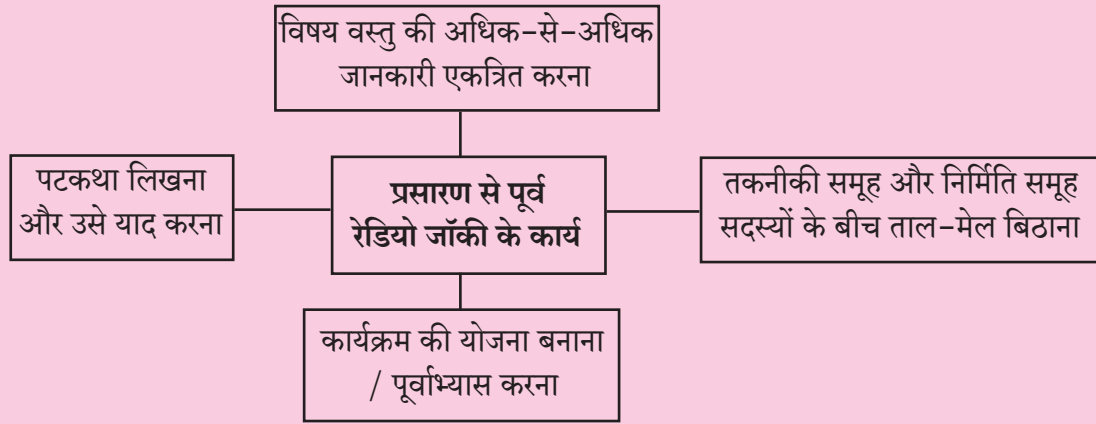 विषय वस्तु की अधिक-से-अधिक
जानकारी एकत्रित करना
पटकथा लिखना
और उसे याद करना
प्रसारण से पूर्व
रेडियो जॉकी के कार्य
तकनीकी समूह और निर्मिति समूह
सदस्यों के बीच ताल-मेल बिठाना
कार्यक्रम की योजना बनाना
/ पूर्वाभ्यास करना